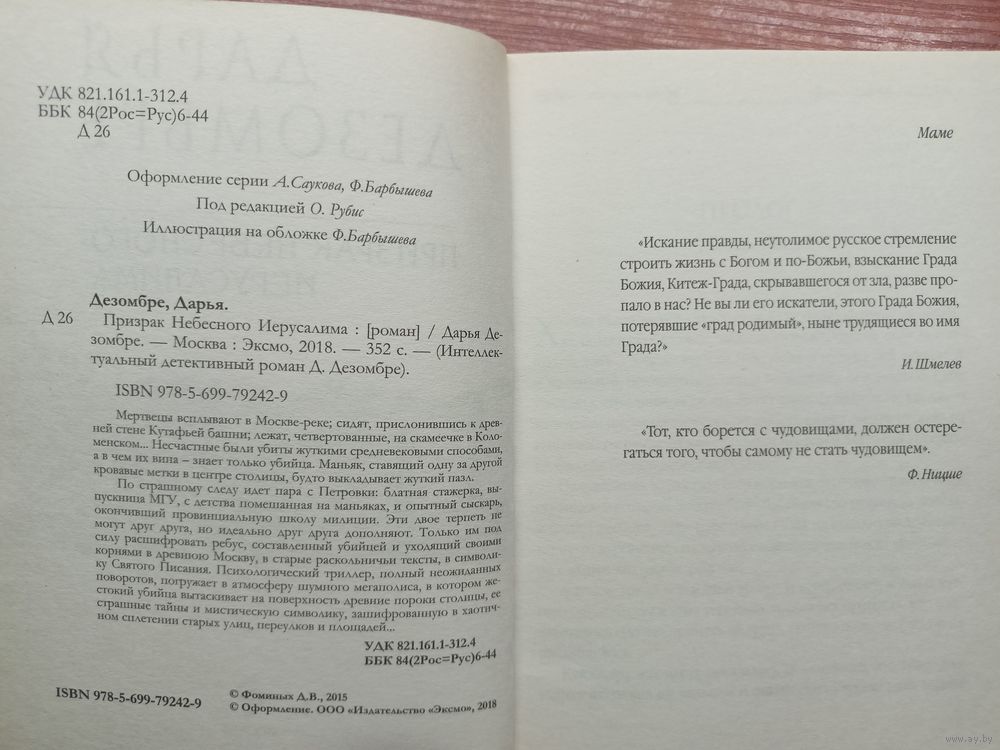 УДК 821.161.1-312.4
ББК 84(2Рос=Рус)6-44
Д 26
Оформление серии А.Саукова, Ф.Барбышева
Под редакцией О. Рубис
Иллюстрация на обложке Ф.Барбышева
Дезомбре, Дарья.
Д 26 Призрак Небесного Иерусалима : [роман] / Дарья Де-
зомбре. — Москва : Эксмо, 2018. — 352 с. — (Интеллек-
туальный детективный роман Д. Дезомбре).
ISBN 978-5-699-79242-9
Мертвецы всплывают в Москве-реке; сидят, прислонившись к древ-
ней стене Кутафьей башни; лежат, четвертованные, на скамеечке в Коло-
менском... Несчастные были убиты жуткими средневековыми способами,
а в чем их вина – знает только убийца. Маньяк, ставящий одну за другой
кровавые метки в центре столицы, будто выкладывает жуткий пазл.
По страшному следу идет пара с Петровки: блатная стажерка, вы-
пускница МГУ, с детства помешанная на маньяках, и опытный сыскарь,
окончивший провинциальную школу милиции. Эти двое терпеть не
могут друг друга, но идеально друг друга дополняют. Только им под
силу расшифровать ребус, составленный убийцей и уходящий своими
корнями в древнюю Москву, в старые раскольничьи тексты, в символи-
ку Святого Писания. Психологический триллер, полный неожиданных
поворотов, погружает в атмосферу шумного мегаполиса, в котором же-
стокий убийца вытаскивает на поверхность древние пороки столицы, ее
страшные тайны и мистическую символику, зашифрованную в хаотич-
ном сплетении старых улиц, переулков и площадей...
УДК 821.161.1-312.4
ББК 84(2Рос=Рус)6-44
© Фоминых Д.В., 2015
ISBN 978-5-699-79242-9 © Оформление. ООО «Издательство «Эксмо», 2018
Маме
«Искание правды, неутолимое русское стремление
строить жизнь с Богом и по-Божьи, взыскание Града
Божия, Китеж-Града, скрывавшегося от зла, разве про-
пало в нас? Не вы ли его искатели, этого Града Божия,
потерявшие «град родимый», ныне трудящиеся во имя
Града?»
И. Шмелев
«Тот, кто борется с чудовищами, должен остере-
гаться того, чтобы самому не стать чудовищем».
Ф. Ницше
www.ay.by